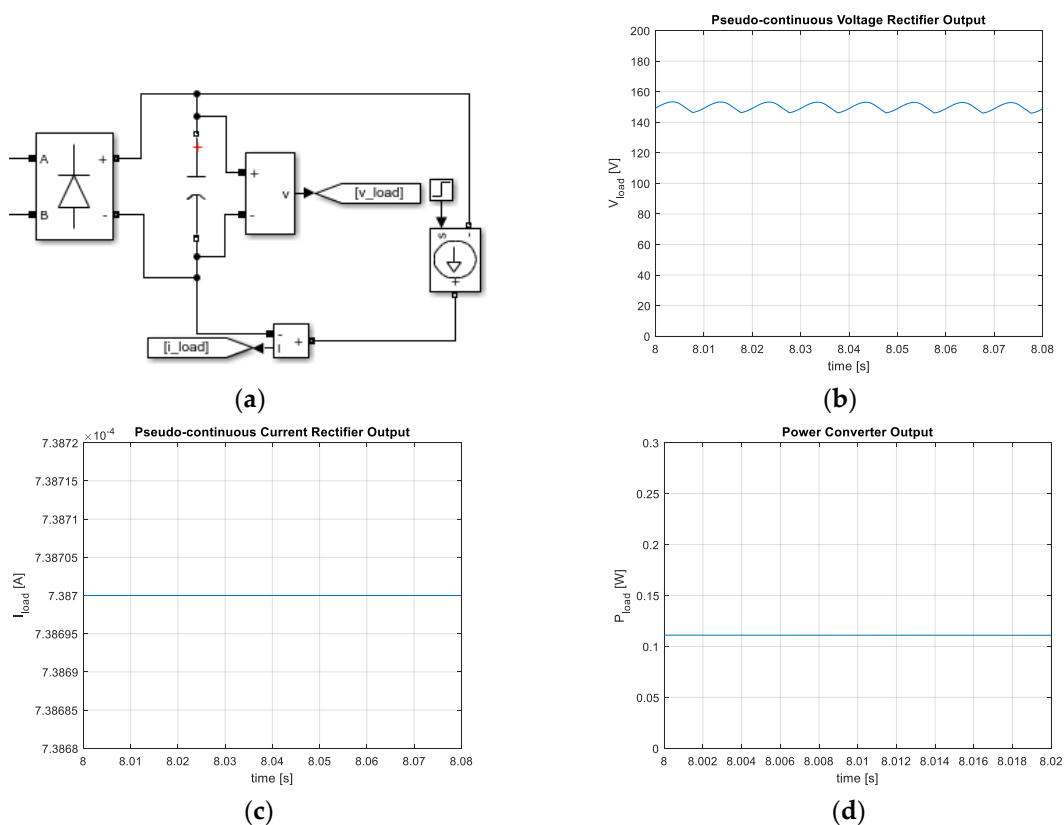 A
B
+
-
+
+
-
v
[v_load]
s
-
+
[i_load]
-
I
+
(a)
Pseudo-continuous Voltage Rectifier Output
200
180
160
140
120
100
80
60
40
20
0
V_load [V]
8 8.01 8.02 8.03 8.04 8.05 8.06 8.07 8.08
time [s]
(b)
Pseudo-continuous Current Rectifier Output
×10^-4
7.3872
7.38715
7.3871
7.38705
7.387
7.38695
7.3869
7.38685
7.3868
I_load [A]
8 8.01 8.02 8.03 8.04 8.05 8.06 8.07 8.08
time [s]
(c)
Power Converter Output
0.3
0.25
0.2
0.15
0.1
0.05
0
P_load [W]
8 8.002 8.004 8.006 8.008 8.01 8.012 8.014 8.016 8.018 8.02
time [s]
(d)